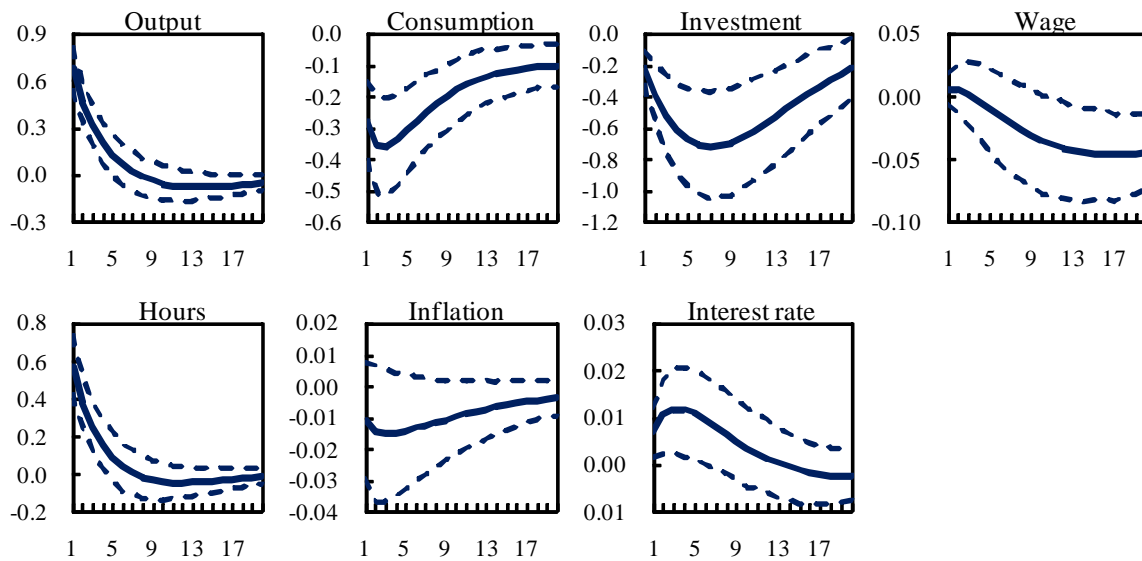 Output Consumption Investment Wage
0.9 0.0 0.0 0.05
0.6 -0.1 -0.2 0.00
0.3 -0.2 -0.4 -0.05
0.0 -0.3 -0.6 -0.10
-0.3 -0.4 -0.8
-0.5 -1.0
-0.6 -1.2
1 5 9 13 17 1 5 9 13 17 1 5 9 13 17 1 5 9 13 17
Hours Inflation Interest rate
0.8 0.02 0.03
0.6 0.01 0.02
0.4 0.00 0.01
0.2 -0.01 0.00
0.0 -0.02 0.01
-0.2 -0.03
-0.04
1 5 9 13 17 1 5 9 13 17 1 5 9 13 17